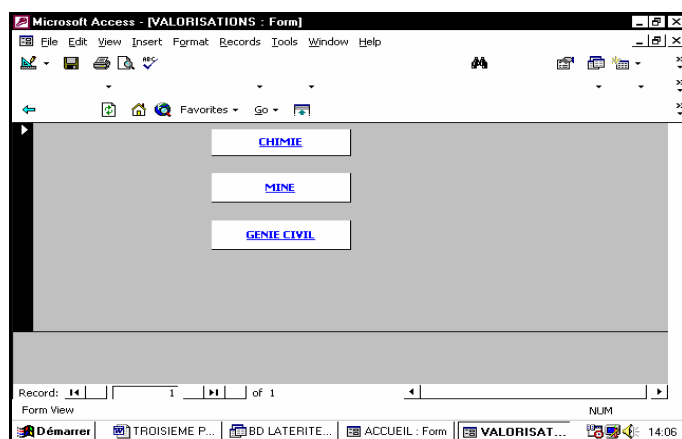 Microsoft Access - [VALORISATIONS : Form]
File Edit View Insert Format Records Tools Window Help
ABC
Favorites Go
CHIMIE
MINE
GENIE CIVIL
Record: 1 of 1
Form View NUM
Démarrer TROISIEME P... BD LATERITE... ACCUEIL : Form VALORISAT... 14:06